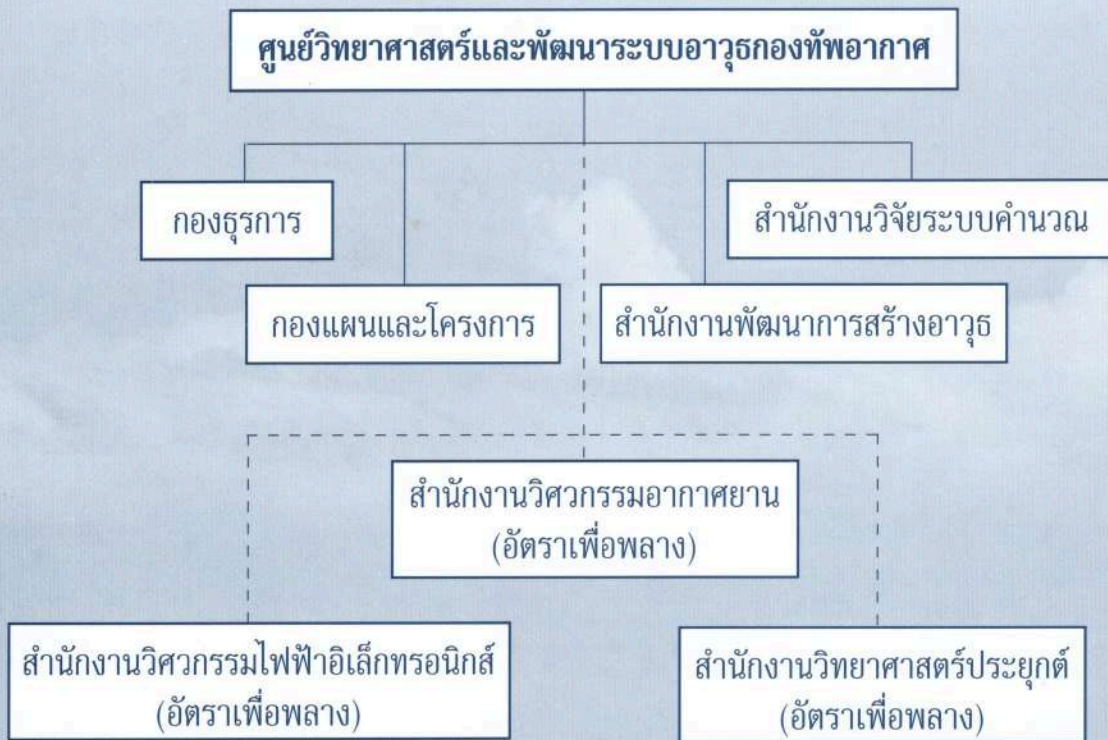 ศูนย์วิทยาศาสตร์และพัฒนาระบบอาวุธกองทัพอากาศ
กองธุรการ
สำนักงานวิจัยระบบคำนวณ
กองแผนและโครงการ
สำนักงานพัฒนาการสร้างอาวุธ
สำนักงานวิศวกรรมอากาศยาน
(อัตราเพื่อพลาง)
สำนักงานวิศวกรรมไฟฟ้าอิเล็กทรอนิกส์
(อัตราเพื่อพลาง)
สำนักงานวิทยาศาสตร์ประยุกต์
(อัตราเพื่อพลาง)